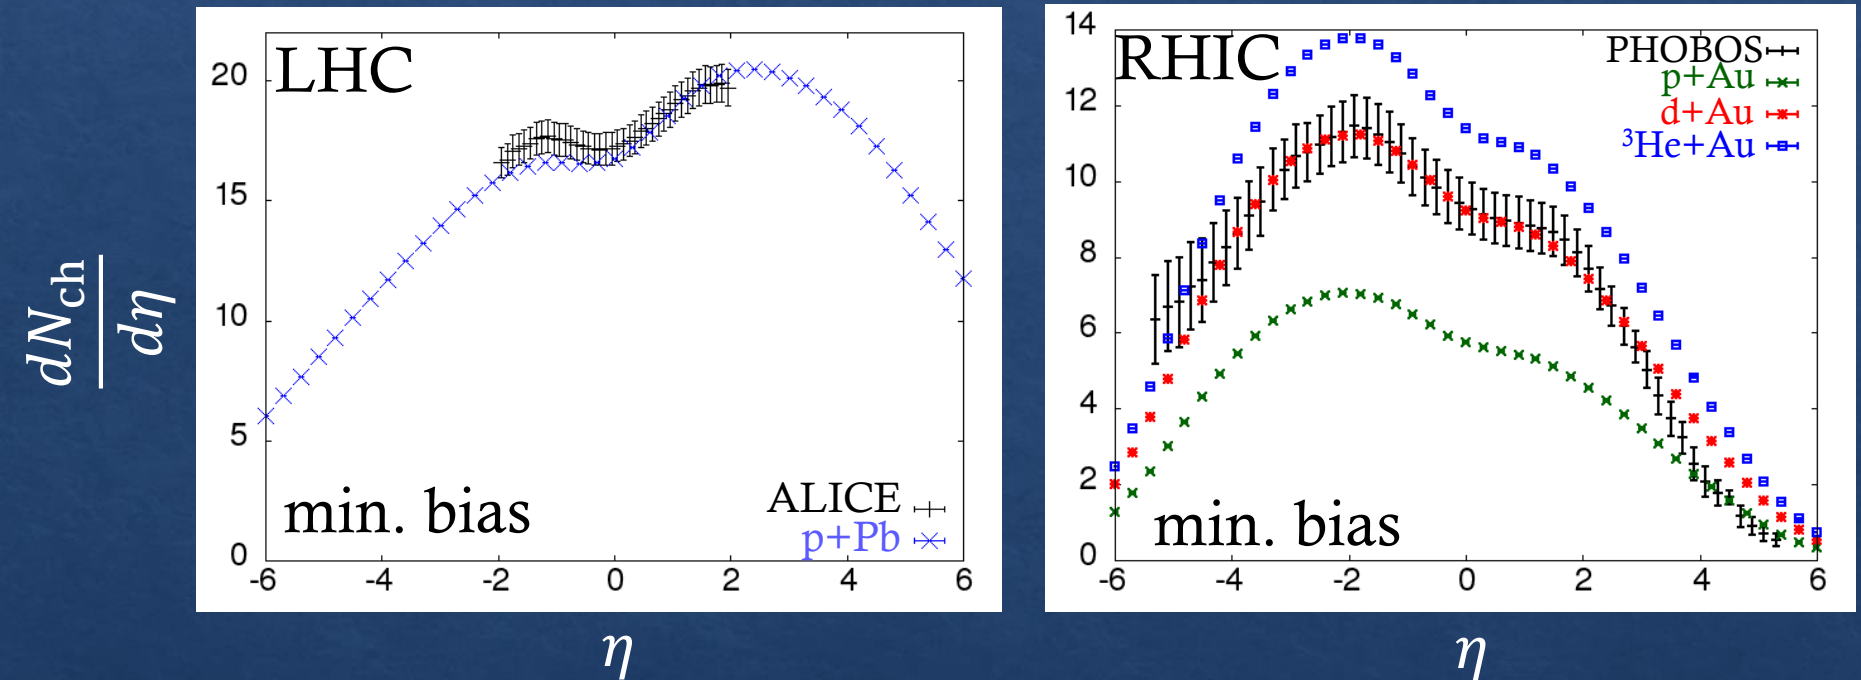 LHC
20
15
10
5
0
-6 -4 -2 0 2 4 6
min. bias
ALICE
p+Pb
η
dN_ch
dη
RHIC
14
12
10
8
6
4
2
0
-6 -4 -2 0 2 4 6
PHOBOS
p+Au
d+Au
³He+Au
min. bias
η